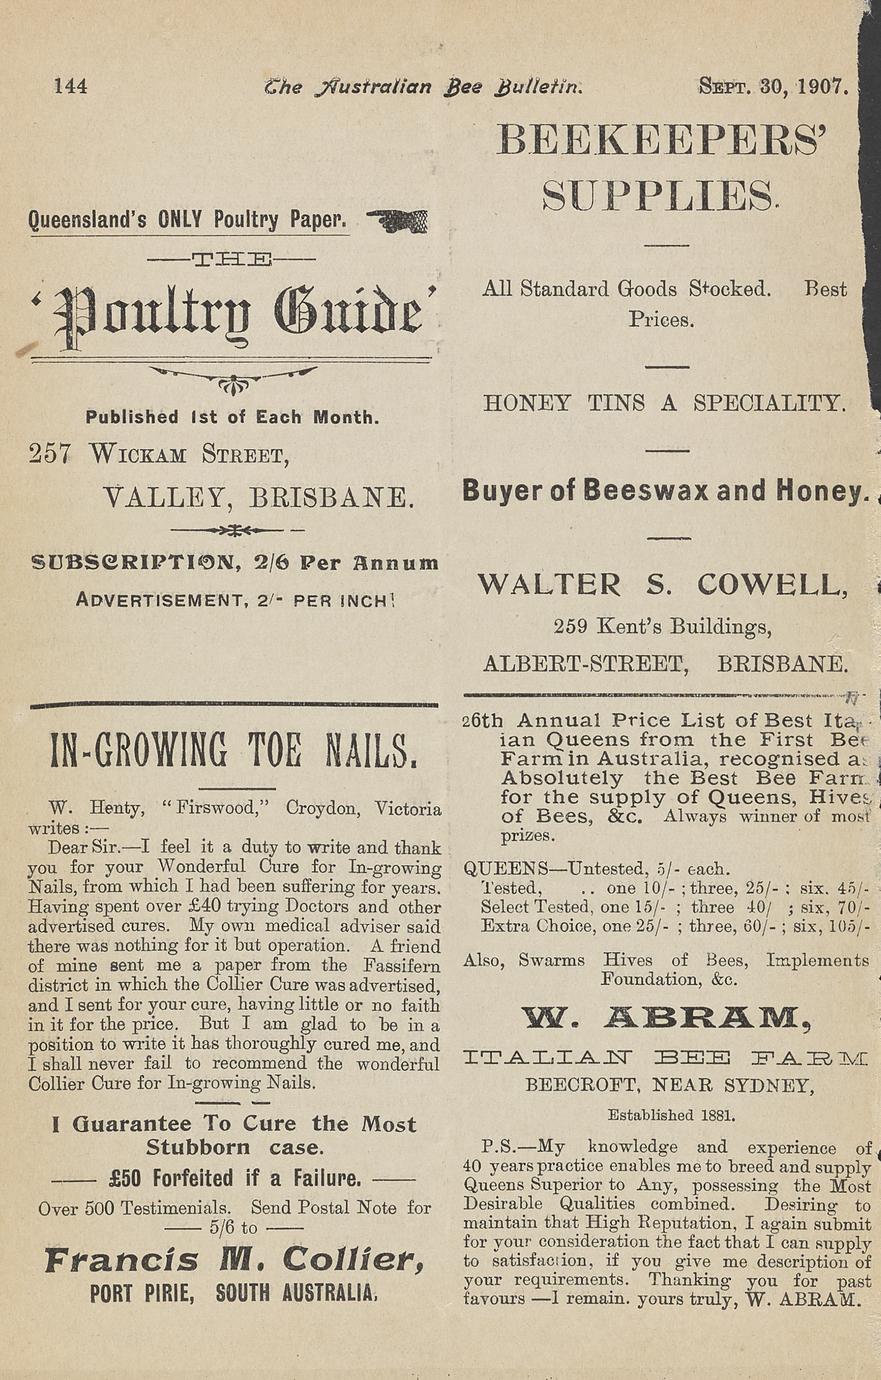 144 The Australian Bee Bulletin. SEPT. 30, 1907.
Queensland's ONLY Poultry Paper.
THE
'Poultry Guide'
Published 1st of Each Month.
257 WICKAM STREET,
VALLEY, BRISBANE.
SUBSCRIPTION, 2/6 Per Annum
ADVERTISEMENT, 2/- PER INCH!
IN-GROWING TOE NAILS.
W. Henty, "Firswood," Croydon, Victoria
writes:—
Dear Sir.—I feel it a duty to write and thank
you for your Wonderful Cure for In-growing
Nails, from which I had been suffering for years.
Having spent over £40 trying Doctors and other
advertised cures. My own medical adviser said
there was nothing for it but operation. A friend
of mine sent me a paper from the Fassifern
district in which the Collier Cure was advertised,
and I sent for your cure, having little or no faith
in it for the price. But I am glad to be in a
position to write it has thoroughly cured me, and
I shall never fail to recommend the wonderful
Collier Cure for In-growing Nails.
I Guarantee To Cure the Most
Stubborn case.
£50 Forfeited if a Failure.
Over 500 Testimenials. Send Postal Note for
5/6 to
Francis M. Collier,
PORT PIRIE, SOUTH AUSTRALIA.
BEEKEEPERS'
SUPPLIES.
All Standard Goods Stocked. Best
Prices.
HONEY TINS A SPECIALITY.
Buyer of Beeswax and Honey.
WALTER S. COWELL,
259 Kent's Buildings,
ALBERT-STREET, BRISBANE.
26th Annual Price List of Best Ital-
ian Queens from the First Bee
Farm in Australia, recognised as
Absolutely the Best Bee Farm
for the supply of Queens, Hives
of Bees, &c. Always winner of most
prizes.
QUEENS—Untested, 5/- each.
Tested, .. one 10/- ; three, 25/- ; six. 45/-
Select Tested, one 15/- ; three 40/ ; six, 70/-
Extra Choice, one 25/- ; three, 60/- ; six, 105/-
Also, Swarms Hives of Bees, Implements
Foundation, &c.
W. ABRAM,
ITALIAN BEE FARM
BEECROFT, NEAR SYDNEY,
Established 1881.
P.S.—My knowledge and experience of
40 years practice enables me to breed and supply
Queens Superior to Any, possessing the Most
Desirable Qualities combined. Desiring to
maintain that High Reputation, I again submit
for your consideration the fact that I can supply
to satisfaction, if you give me description of
your requirements. Thanking you for past
favours —I remain. yours truly, W. ABRAM.